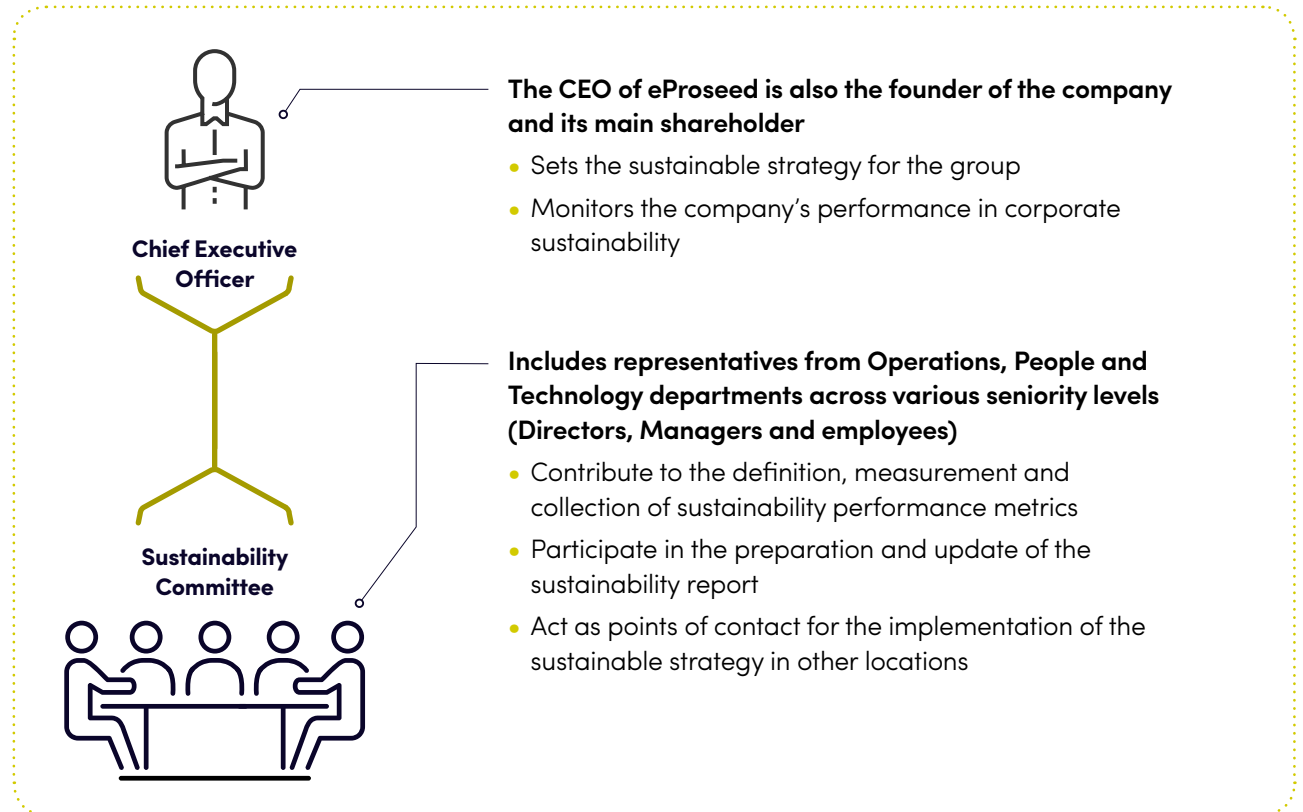 The CEO of eProseed is also the founder of the company
and its main shareholder
• Sets the sustainable strategy for the group
• Monitors the company’s performance in corporate
sustainability
Chief Executive
Officer
Includes representatives from Operations, People and
Technology departments across various seniority levels
(Directors, Managers and employees)
• Contribute to the definition, measurement and
collection of sustainability performance metrics
• Participate in the preparation and update of the
sustainability report
• Act as points of contact for the implementation of the
sustainable strategy in other locations
Sustainability
Committee